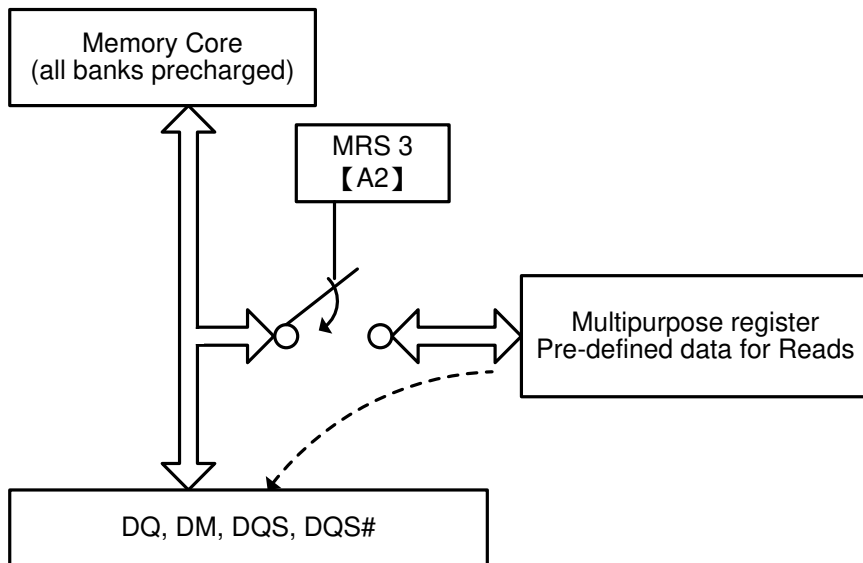 Memory Core
(all banks precharged)
MRS 3
【A2】
Multipurpose register
Pre-defined data for Reads
DQ, DM, DQS, DQS#